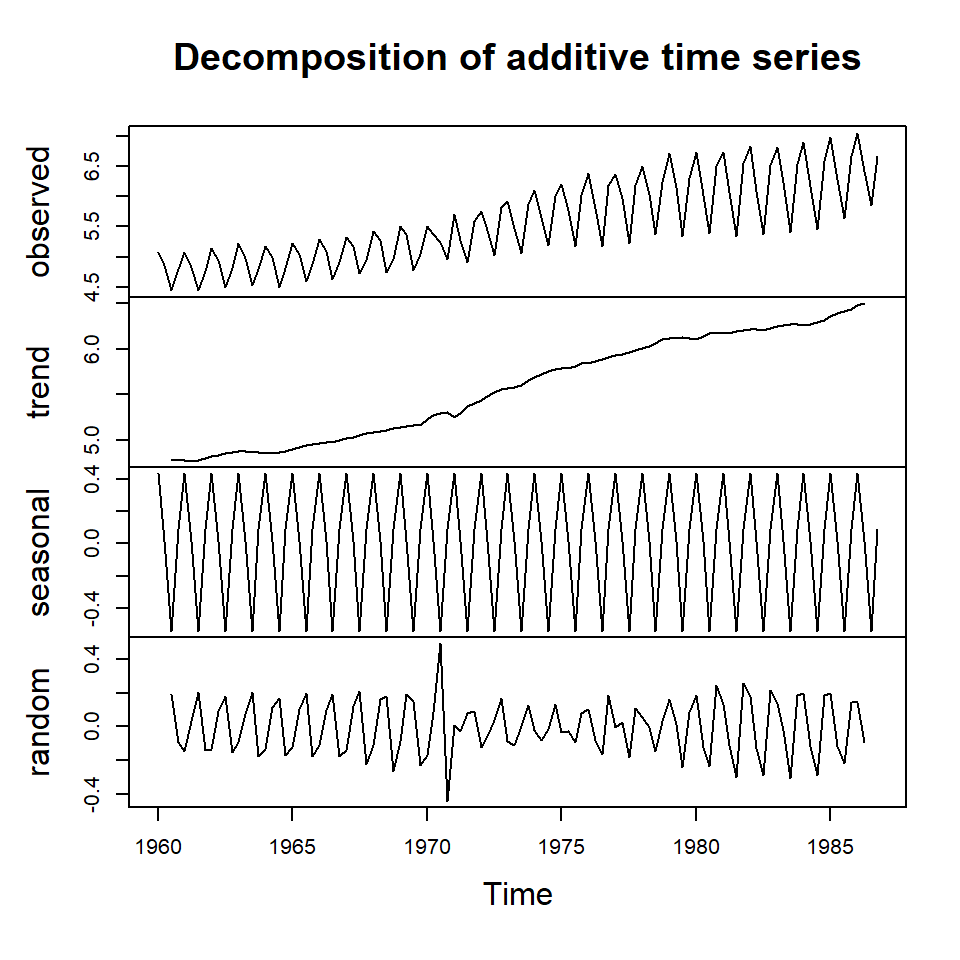 Decomposition of additive time series
observed
4.5 5.5 6.5
trend
5.0 6.0
seasonal
-0.4 0.0 0.4
random
-0.4 0.0 0.4
1960 1965 1970 1975 1980 1985
Time